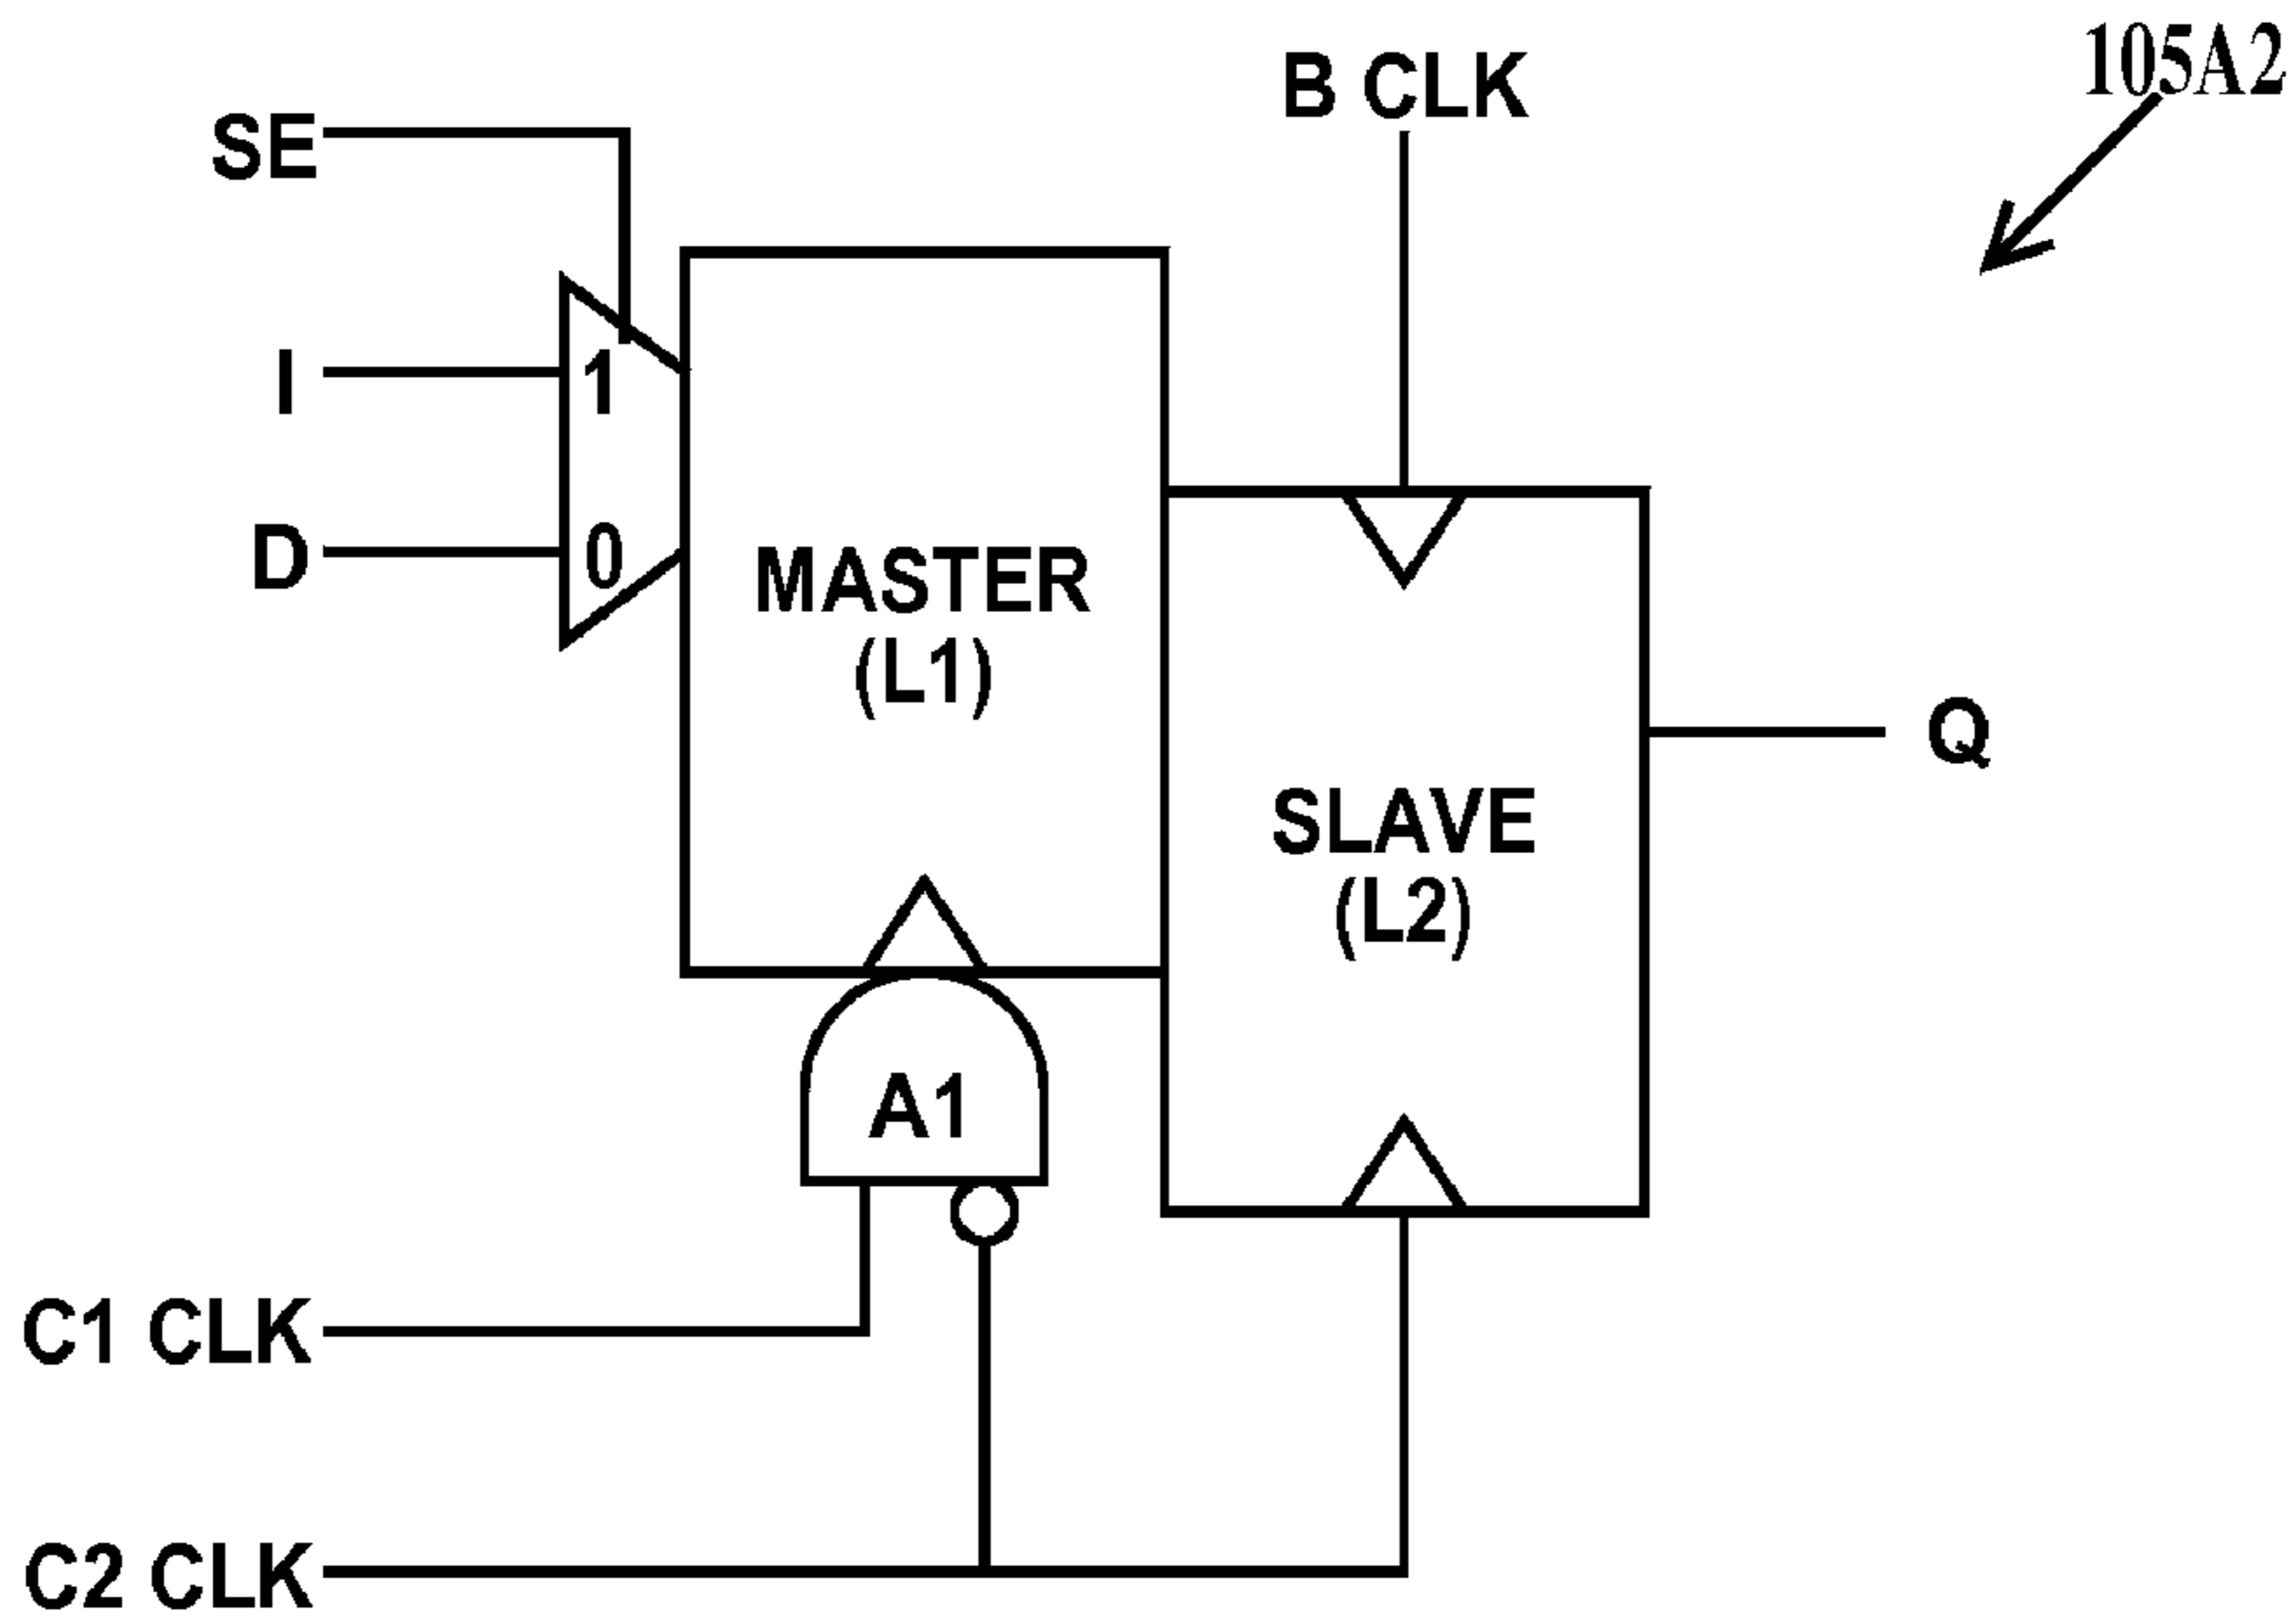 105A2
B CLK
SE
I
1
D
0
MASTER
(L1)
Q
SLAVE
(L2)
A1
C1 CLK
C2 CLK